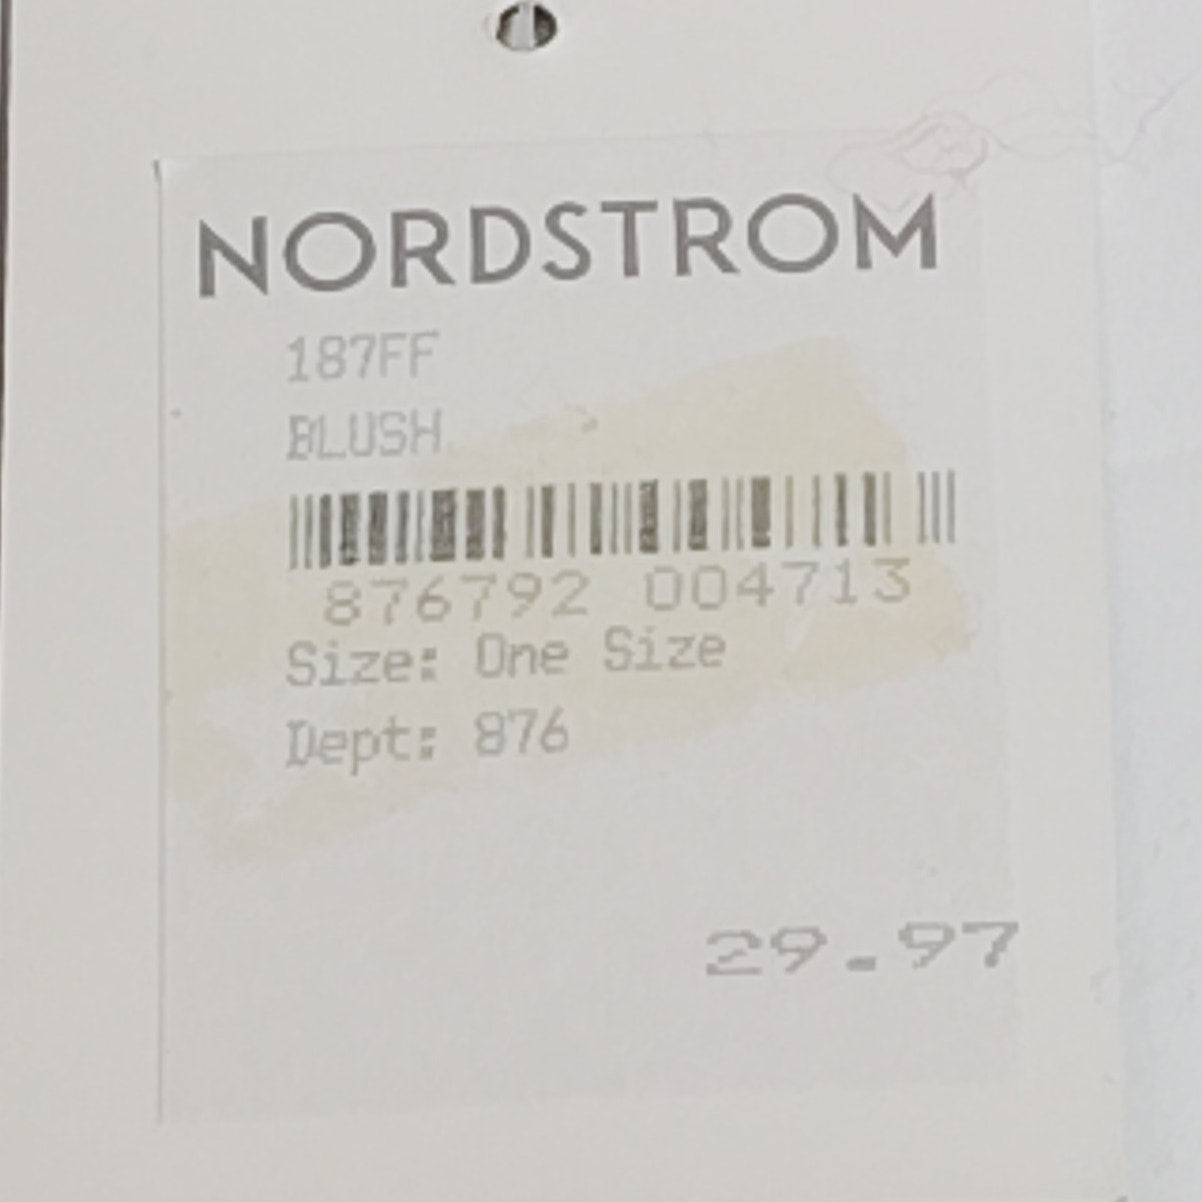 NORDSTROM
187FF
BLUSH
876792 004713
Size: One Size
Dept: 876
29.97